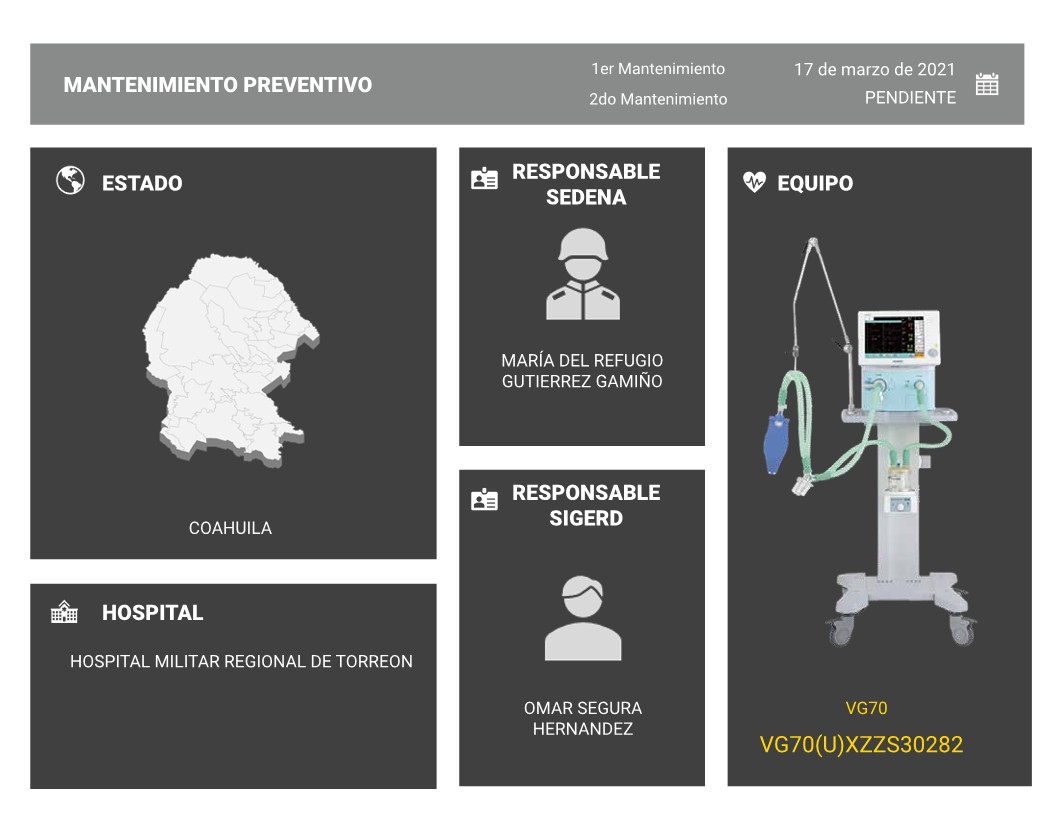 MANTENIMIENTO PREVENTIVO
1er Mantenimiento
17 de marzo de 2021
2do Mantenimiento
PENDIENTE
ESTADO
COAHUILA
HOSPITAL
HOSPITAL MILITAR REGIONAL DE TORREON
RESPONSABLE
SEDENA
MARÍA DEL REFUGIO
GUTIERREZ GAMIÑO
RESPONSABLE
SIGERD
OMAR SEGURA
HERNANDEZ
EQUIPO
VG70
VG70(U)XZZS30282